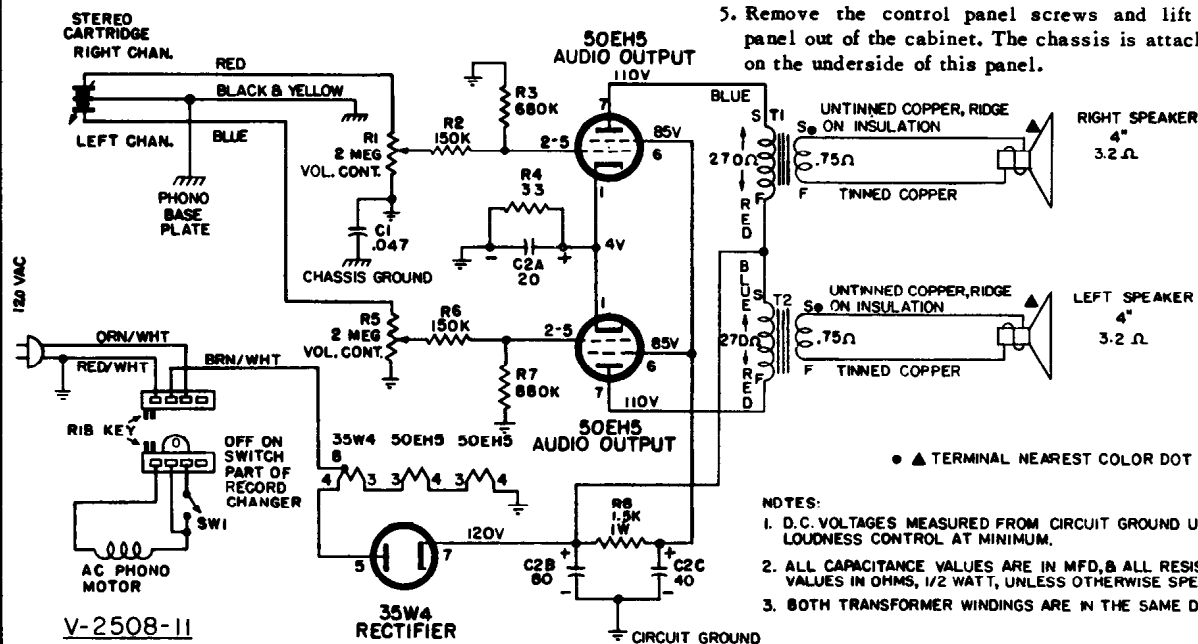 5. Remove the control panel screws and lift
panel out of the cabinet. The chassis is attac
on the underside of this panel.
STEREO
CARTRIDGE
RIGHT CHAN.
LEFT CHAN.
RED
BLACK & YELLOW
BLUE
PHONO
BASE
PLATE
R1
2 MEG
VOL. CONT.
C1
.047
CHASSIS GROUND
R2
150K
R3
680K
50EH5
AUDIO OUTPUT
110V
7
2-5
85V
6
1
R4
33
4V
- C2A +
20
BLUE
S T1
270Ω
RED
F
S●
.75Ω
F
UNTINNED COPPER, RIDGE
ON INSULATION
TINNED COPPER
▲
RIGHT SPEAKER
4"
3.2 Ω
BLUE
S T2
270Ω
RED
F
S●
.75Ω
F
UNTINNED COPPER, RIDGE
ON INSULATION
TINNED COPPER
▲
LEFT SPEAKER
4"
3.2 Ω
R5
2 MEG
VOL. CONT.
R6
150K
R7
680K
1
2-5
85V
6
7
110V
50EH5
AUDIO OUTPUT
120 VAC
ORN/WHT
RED/WHT
BRN/WHT
RIB KEY
OFF ON
SWITCH
PART OF
RECORD
CHANGER
SW1
AC PHONO
MOTOR
35W4 50EH5 50EH5
6
4 3 3 4 3 4
5
7
120V
35W4
RECTIFIER
R8
1.5K
1W
+
C2B
60
-
+
C2C
40
-
CIRCUIT GROUND
● ▲ TERMINAL NEAREST COLOR DOT
NOTES:
1. D.C. VOLTAGES MEASURED FROM CIRCUIT GROUND U
LOUDNESS CONTROL AT MINIMUM.
2. ALL CAPACITANCE VALUES ARE IN MFD, & ALL RESIS
VALUES IN OHMS, 1/2 WATT, UNLESS OTHERWISE SPE
3. BOTH TRANSFORMER WINDINGS ARE IN THE SAME D
V-2508-11